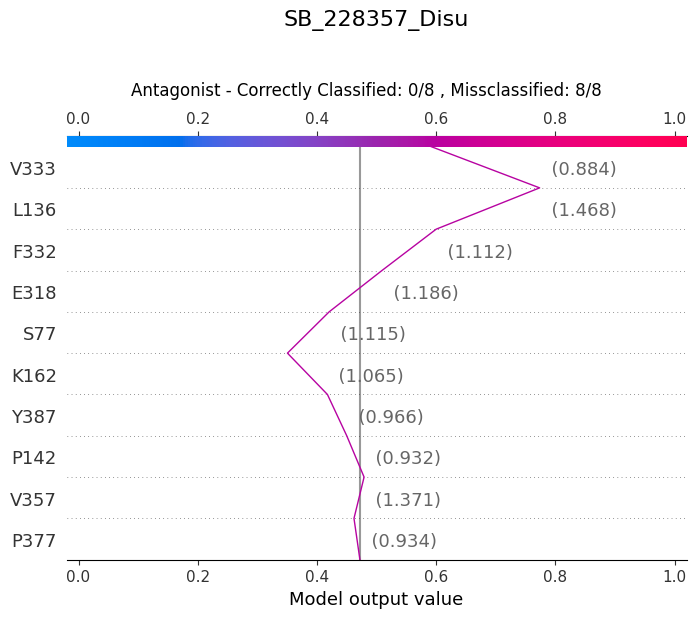 SB_228357_Disu
Antagonist - Correctly Classified: 0/8 , Missclassified: 8/8
0.0 0.2 0.4 0.6 0.8 1.0
V333 (0.884)
L136 (1.468)
F332 (1.112)
E318 (1.186)
S77 (1.115)
K162 (1.065)
Y387 (0.966)
P142 (0.932)
V357 (1.371)
P377 (0.934)
0.0 0.2 0.4 0.6 0.8 1.0
Model output value